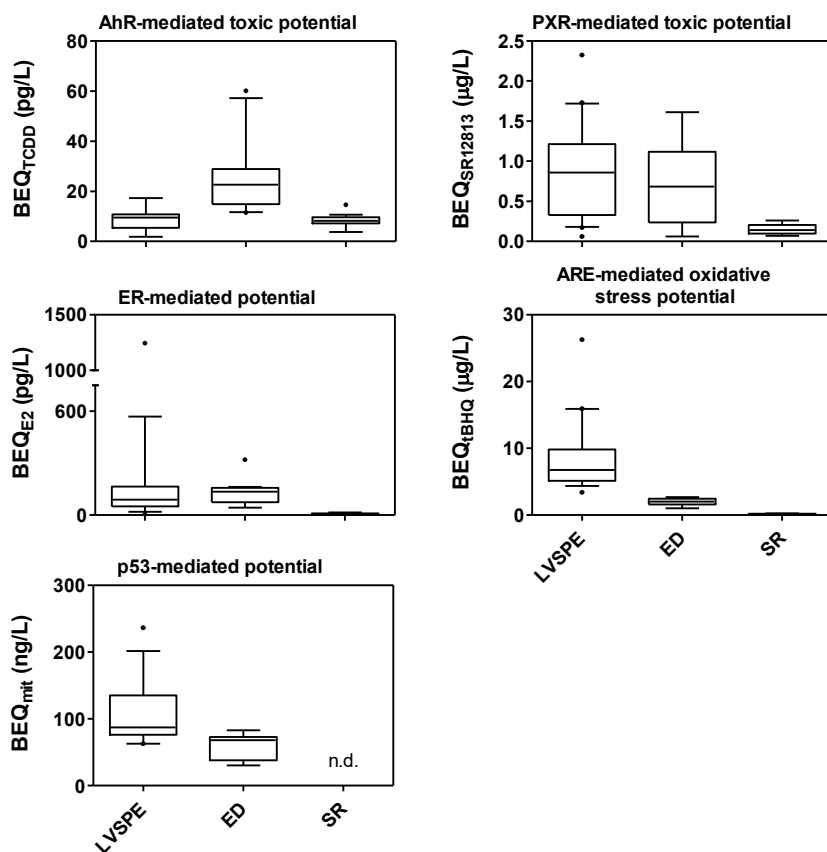 AhR-mediated toxic potential
80
60
40
20
0
BEQTCDD (pg/L)
PXR-mediated toxic potential
2.5
2.0
1.5
1.0
0.5
0.0
BEQSR12813 (µg/L)
ER-mediated potential
1500
1000
600
0
BEQE2 (pg/L)
ARE-mediated oxidative
stress potential
30
20
10
0
BEQtBHQ (µg/L)
LVSPE
ED
SR
p53-mediated potential
300
200
100
0
BEQmit (ng/L)
n.d.
LVSPE
ED
SR